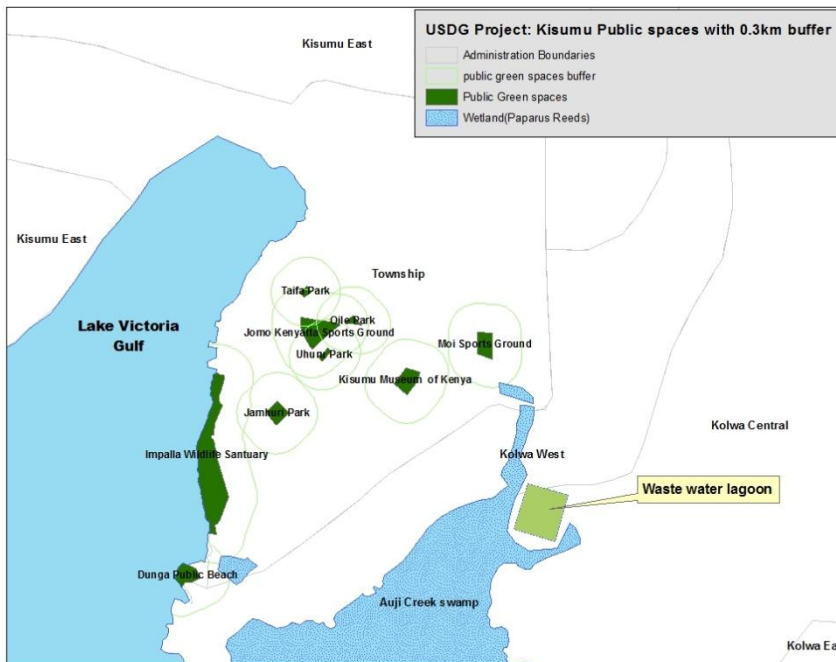 USDG Project: Kisumu Public spaces with 0.3km buffer
Administration Boundaries
public green spaces buffer
Public Green spaces
Wetland(Paparus Reeds)
Kisumu East
Kisumu East
Township
Taifa Park
Lake Victoria
Gulf
Oile Park
Jomo Kenyatta Sports Ground
Moi Sports Ground
Uhuru Park
Kisumu Museum of Kenya
Jamhuri Park
Kolwa Central
Impalla Wildlife Santuary
Kolwa West
Waste water lagoon
Dunga Public Beach
Auji Creek swamp
Kolwa Ea